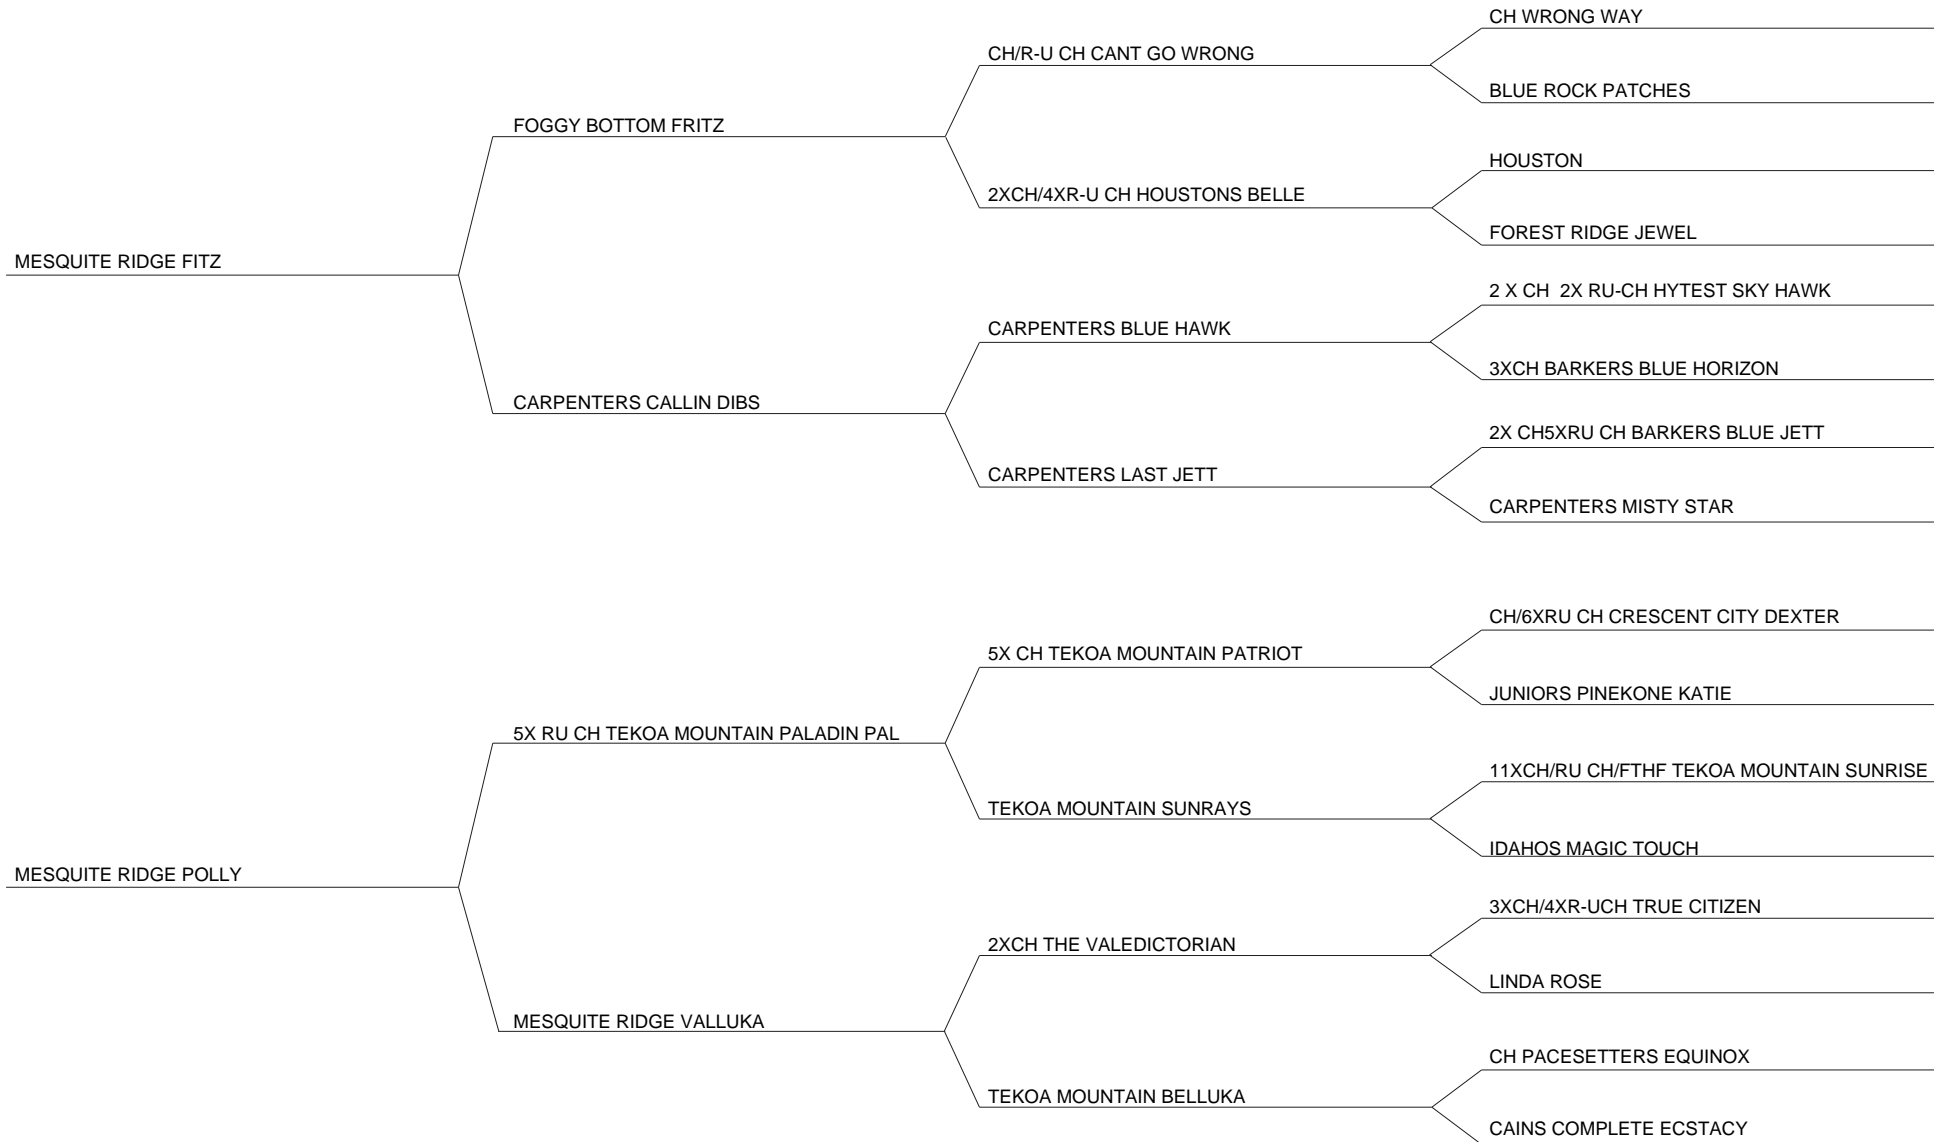 CH WRONG WAY
CH/R-U CH CANT GO WRONG
BLUE ROCK PATCHES
FOGGY BOTTOM FRITZ
HOUSTON
2XCH/4XR-U CH HOUSTONS BELLE
FOREST RIDGE JEWEL
MESQUITE RIDGE FITZ
2 X CH  2X RU-CH HYTEST SKY HAWK
CARPENTERS BLUE HAWK
3XCH BARKERS BLUE HORIZON
CARPENTERS CALLIN DIBS
2X CH5XRU CH BARKERS BLUE JETT
CARPENTERS LAST JETT
CARPENTERS MISTY STAR
CH/6XRU CH CRESCENT CITY DEXTER
5X CH TEKOA MOUNTAIN PATRIOT
JUNIORS PINEKONE KATIE
5X RU CH TEKOA MOUNTAIN PALADIN PAL
11XCH/RU CH/FTHF TEKOA MOUNTAIN SUNRISE
TEKOA MOUNTAIN SUNRAYS
IDAHOS MAGIC TOUCH
MESQUITE RIDGE POLLY
3XCH/4XR-UCH TRUE CITIZEN
2XCH THE VALEDICTORIAN
LINDA ROSE
MESQUITE RIDGE VALLUKA
CH PACESETTERS EQUINOX
TEKOA MOUNTAIN BELLUKA
CAINS COMPLETE ECSTACY